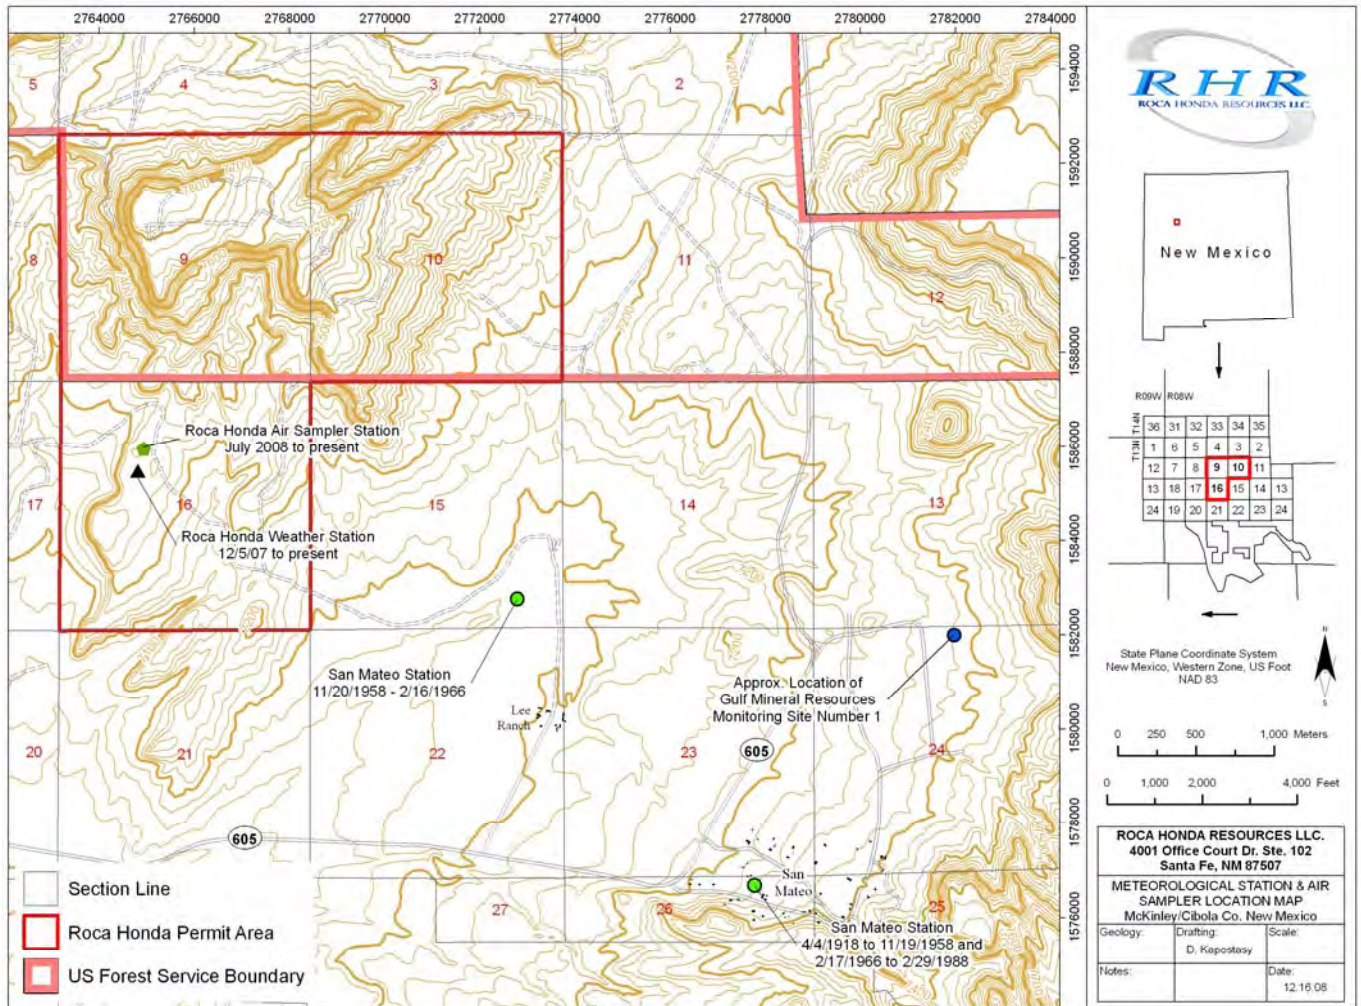 2764000 2766000 2768000 2770000 2772000 2774000 2776000 2778000 2780000 2782000 2784000
1594000
1592000
1590000
1588000
1586000
1584000
1582000
1580000
1578000
1576000
5
4
3
2
8
9
10
11
12
17
16
15
14
13
20
21
22
23
24
27
26
25
7800
7200
7200
7200
7200
Roca Honda Air Sampler Station
July 2008 to present
Roca Honda Weather Station
12/5/07 to present
San Mateo Station
11/20/1958 - 2/16/1966
Approx. Location of
Gulf Mineral Resources
Monitoring Site Number 1
Lee
Ranch
605
605
San
Mateo
San Mateo Station
4/4/1918 to 11/19/1958 and
2/17/1966 to 2/29/1988
Section Line
Roca Honda Permit Area
US Forest Service Boundary
RHR
ROCA HONDA RESOURCES LLC.
New Mexico
R09W R08W
T14N
T13N
36 31 32 33 34 35
1 6 5 4 3 2
12 7 8 9 10 11
13 18 17 16 15 14 13
24 19 20 21 22 23 24
State Plane Coordinate System
New Mexico, Western Zone, US Foot
NAD 83
N
S
0 250 500 1,000 Meters
0 1,000 2,000 4,000 Feet
ROCA HONDA RESOURCES LLC.
4001 Office Court Dr. Ste. 102
Santa Fe, NM 87507
METEOROLOGICAL STATION & AIR
SAMPLER LOCATION MAP
McKinley/Cibola Co. New Mexico
Geology: Drafting: Scale:
D. Kapostasy
Notes: Date:
12.16.08